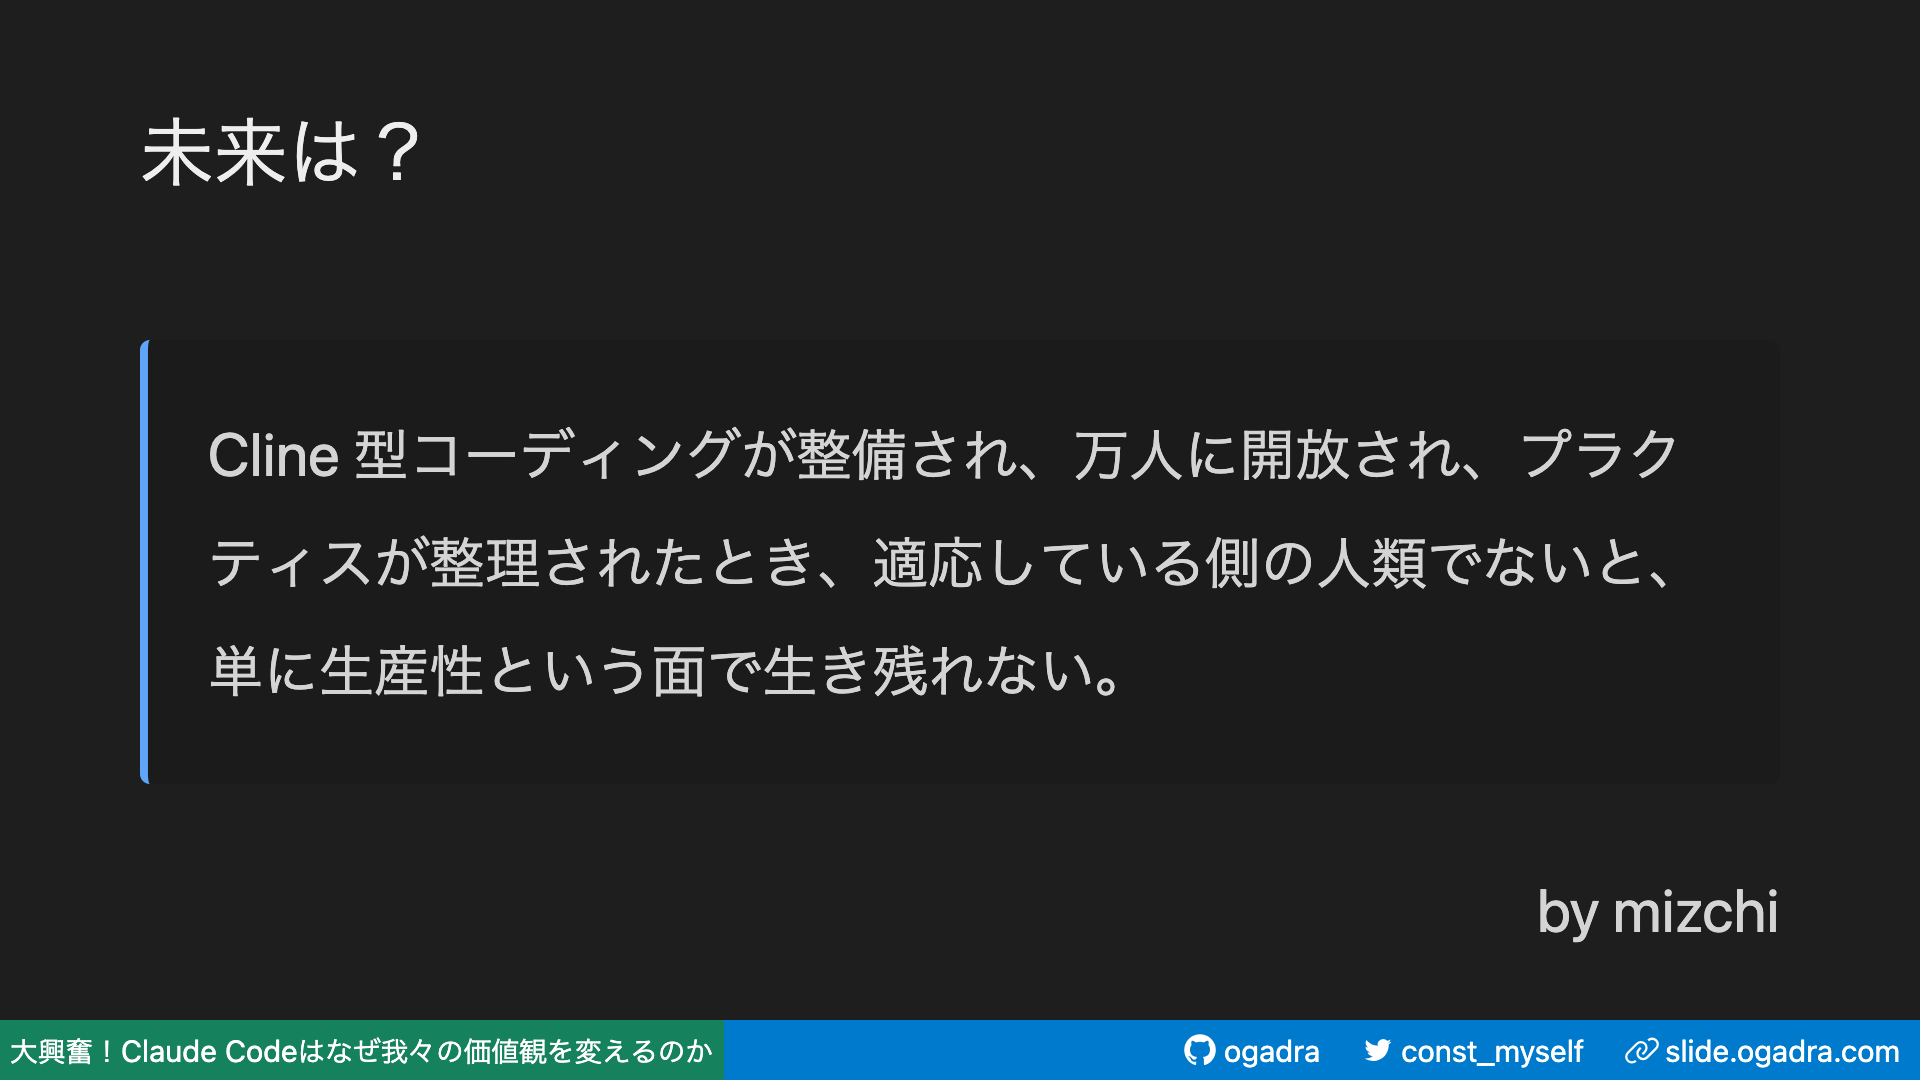 未来は？
Cline 型コーディングが整備され、万人に開放され、プラク
ティスが整理されたとき、適応している側の人類でないと、
単に生産性という面で生き残れない。
by mizchi
大興奮！Claude Codeはなぜ我々の価値観を変えるのか
ogadra
const_myself
slide.ogadra.com